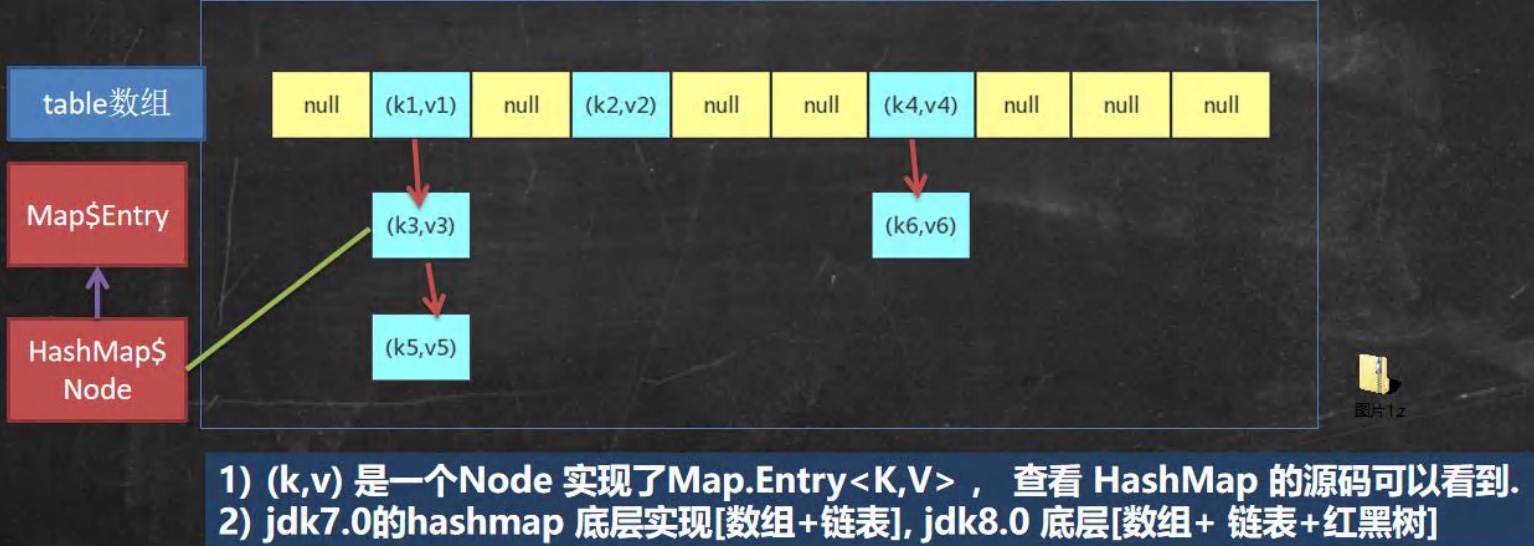 table数组
null
(k1,v1)
null
(k2,v2)
null
null
(k4,v4)
null
null
null
Map$Entry
(k3,v3)
(k6,v6)
HashMap$
Node
(k5,v5)
图片1.z
1) (k,v) 是一个Node 实现了Map.Entry<K,V> ， 查看 HashMap 的源码可以看到.
2) jdk7.0的hashmap 底层实现[数组+链表], jdk8.0 底层[数组+ 链表+红黑树]